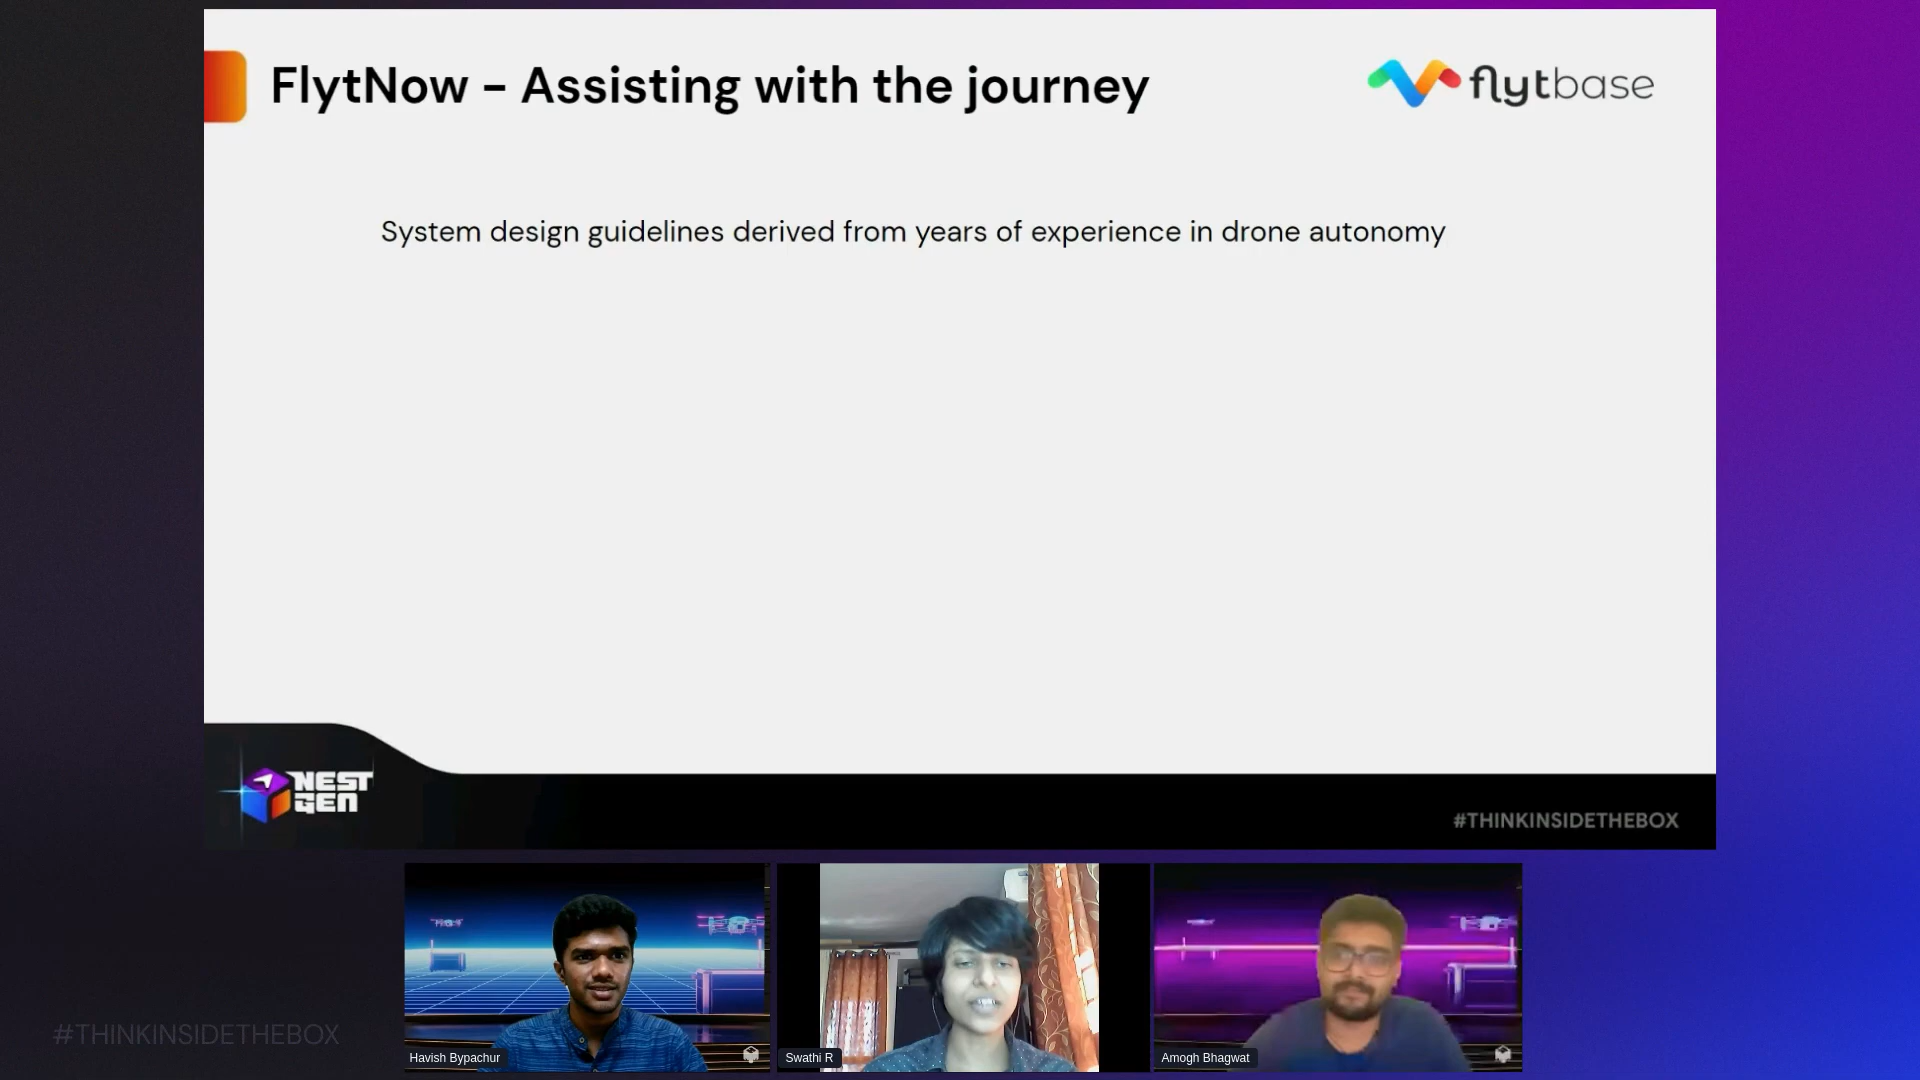 FlytNow - Assisting with the journey
flytbase
System design guidelines derived from years of experience in drone autonomy
NEST
GEN
#THINKINSIDETHEBOX
#THINKINSIDETHEBOX
Havish Bypachur
Swathi R
Amogh Bhagwat